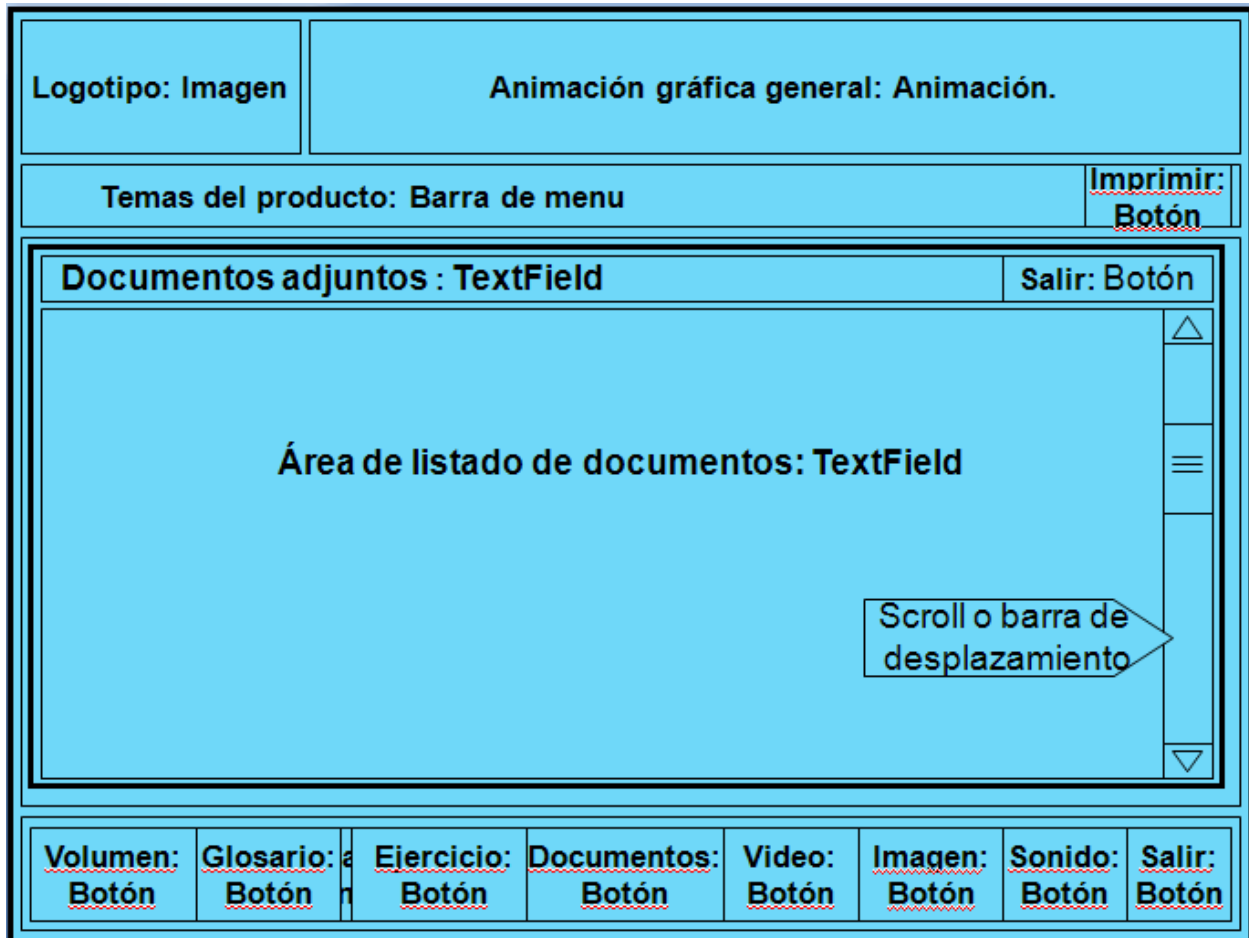 Logotipo: Imagen
Animación gráfica general: Animación.
Temas del producto: Barra de menu
Imprimir:
Botón
Documentos adjuntos : TextField
Salir: Botón
Área de listado de documentos: TextField
Scroll o barra de
desplazamiento
Volumen:
Botón
Glosario:
Botón
Ejercicio:
Botón
Documentos:
Botón
Video:
Botón
Imagen:
Botón
Sonido:
Botón
Salir:
Botón